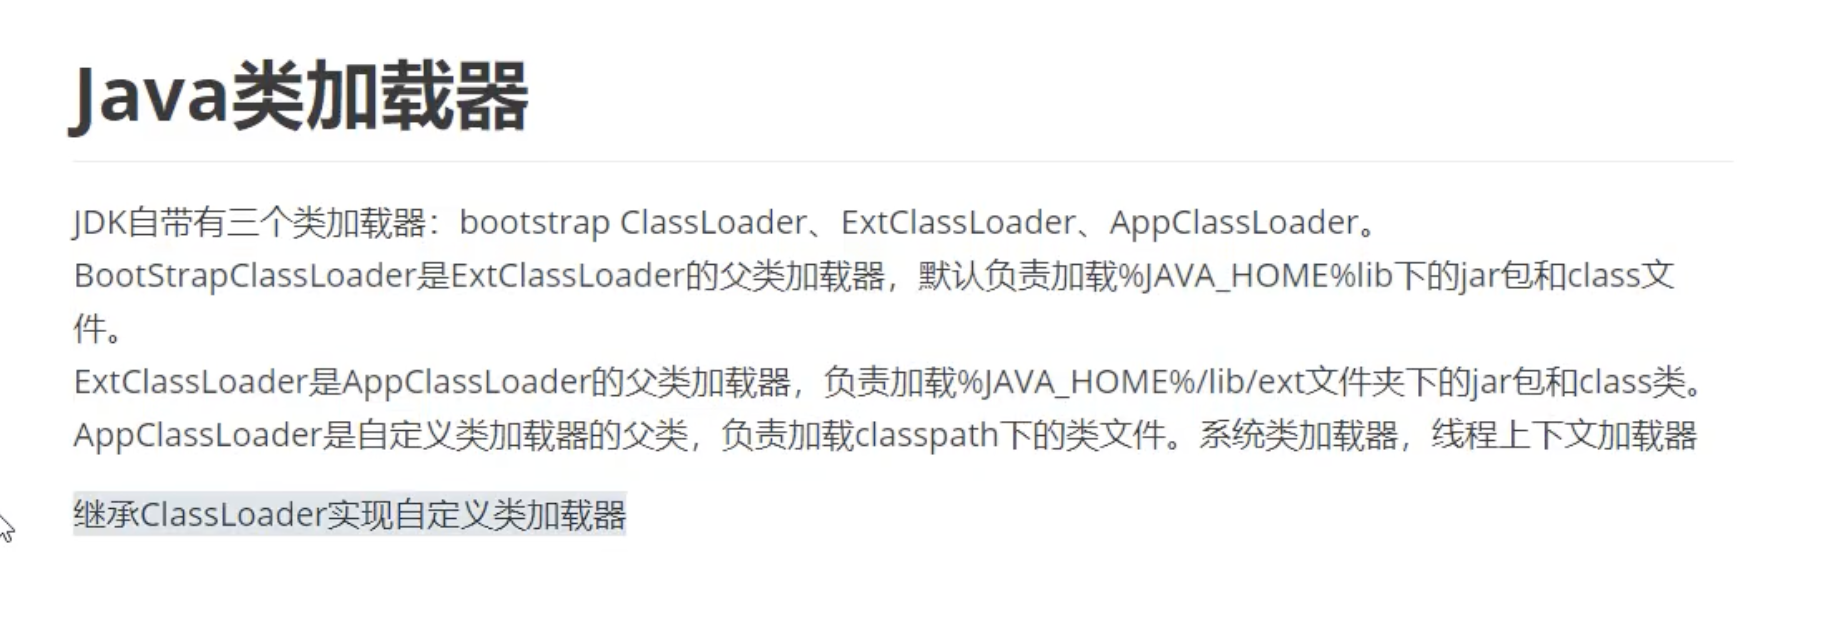 Java类加载器
JDK自带有三个类加载器：bootstrap ClassLoader、ExtClassLoader、AppClassLoader。
BootStrapClassLoader是ExtClassLoader的父类加载器，默认负责加载%JAVA_HOME%lib下的jar包和class文
件。
ExtClassLoader是AppClassLoader的父类加载器，负责加载%JAVA_HOME%/lib/ext文件夹下的jar包和class类。
AppClassLoader是自定义类加载器的父类，负责加载classpath下的类文件。系统类加载器，线程上下文加载器
继承ClassLoader实现自定义类加载器